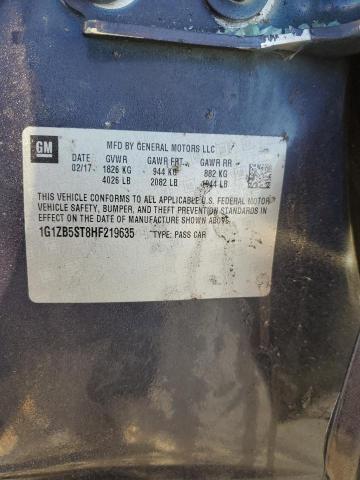 GM
MFD BY GENERAL MOTORS LLC
DATE GVWR GAWR FRT GAWR RR
02/17 1826 KG 944 KG 882 KG
4026 LB 2082 LB 1944 LB
THIS VEHICLE CONFORMS TO ALL APPLICABLE U.S. FEDERAL MOTOR
VEHICLE SAFETY, BUMPER, AND THEFT PREVENTION STANDARDS IN
EFFECT ON THE DATE OF MANUFACTURE SHOWN ABOVE.
1G1ZB5ST8HF219635 TYPE: PASS CAR